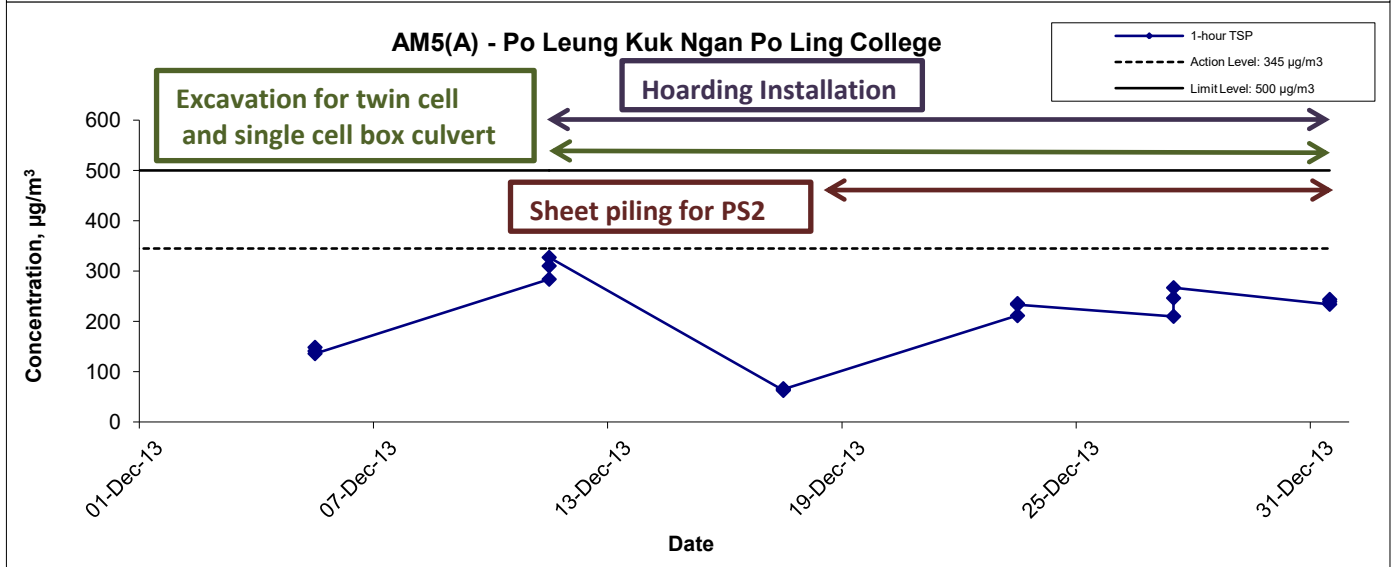 AM5(A) - Po Leung Kuk Ngan Po Ling College
1-hour TSP
Action Level: 345 µg/m3
Limit Level: 500 µg/m3
Excavation for twin cell
and single cell box culvert
Hoarding Installation
Sheet piling for PS2
Concentration, µg/m³
600
500
400
300
200
100
0
01-Dec-13
07-Dec-13
13-Dec-13
19-Dec-13
25-Dec-13
31-Dec-13
Date